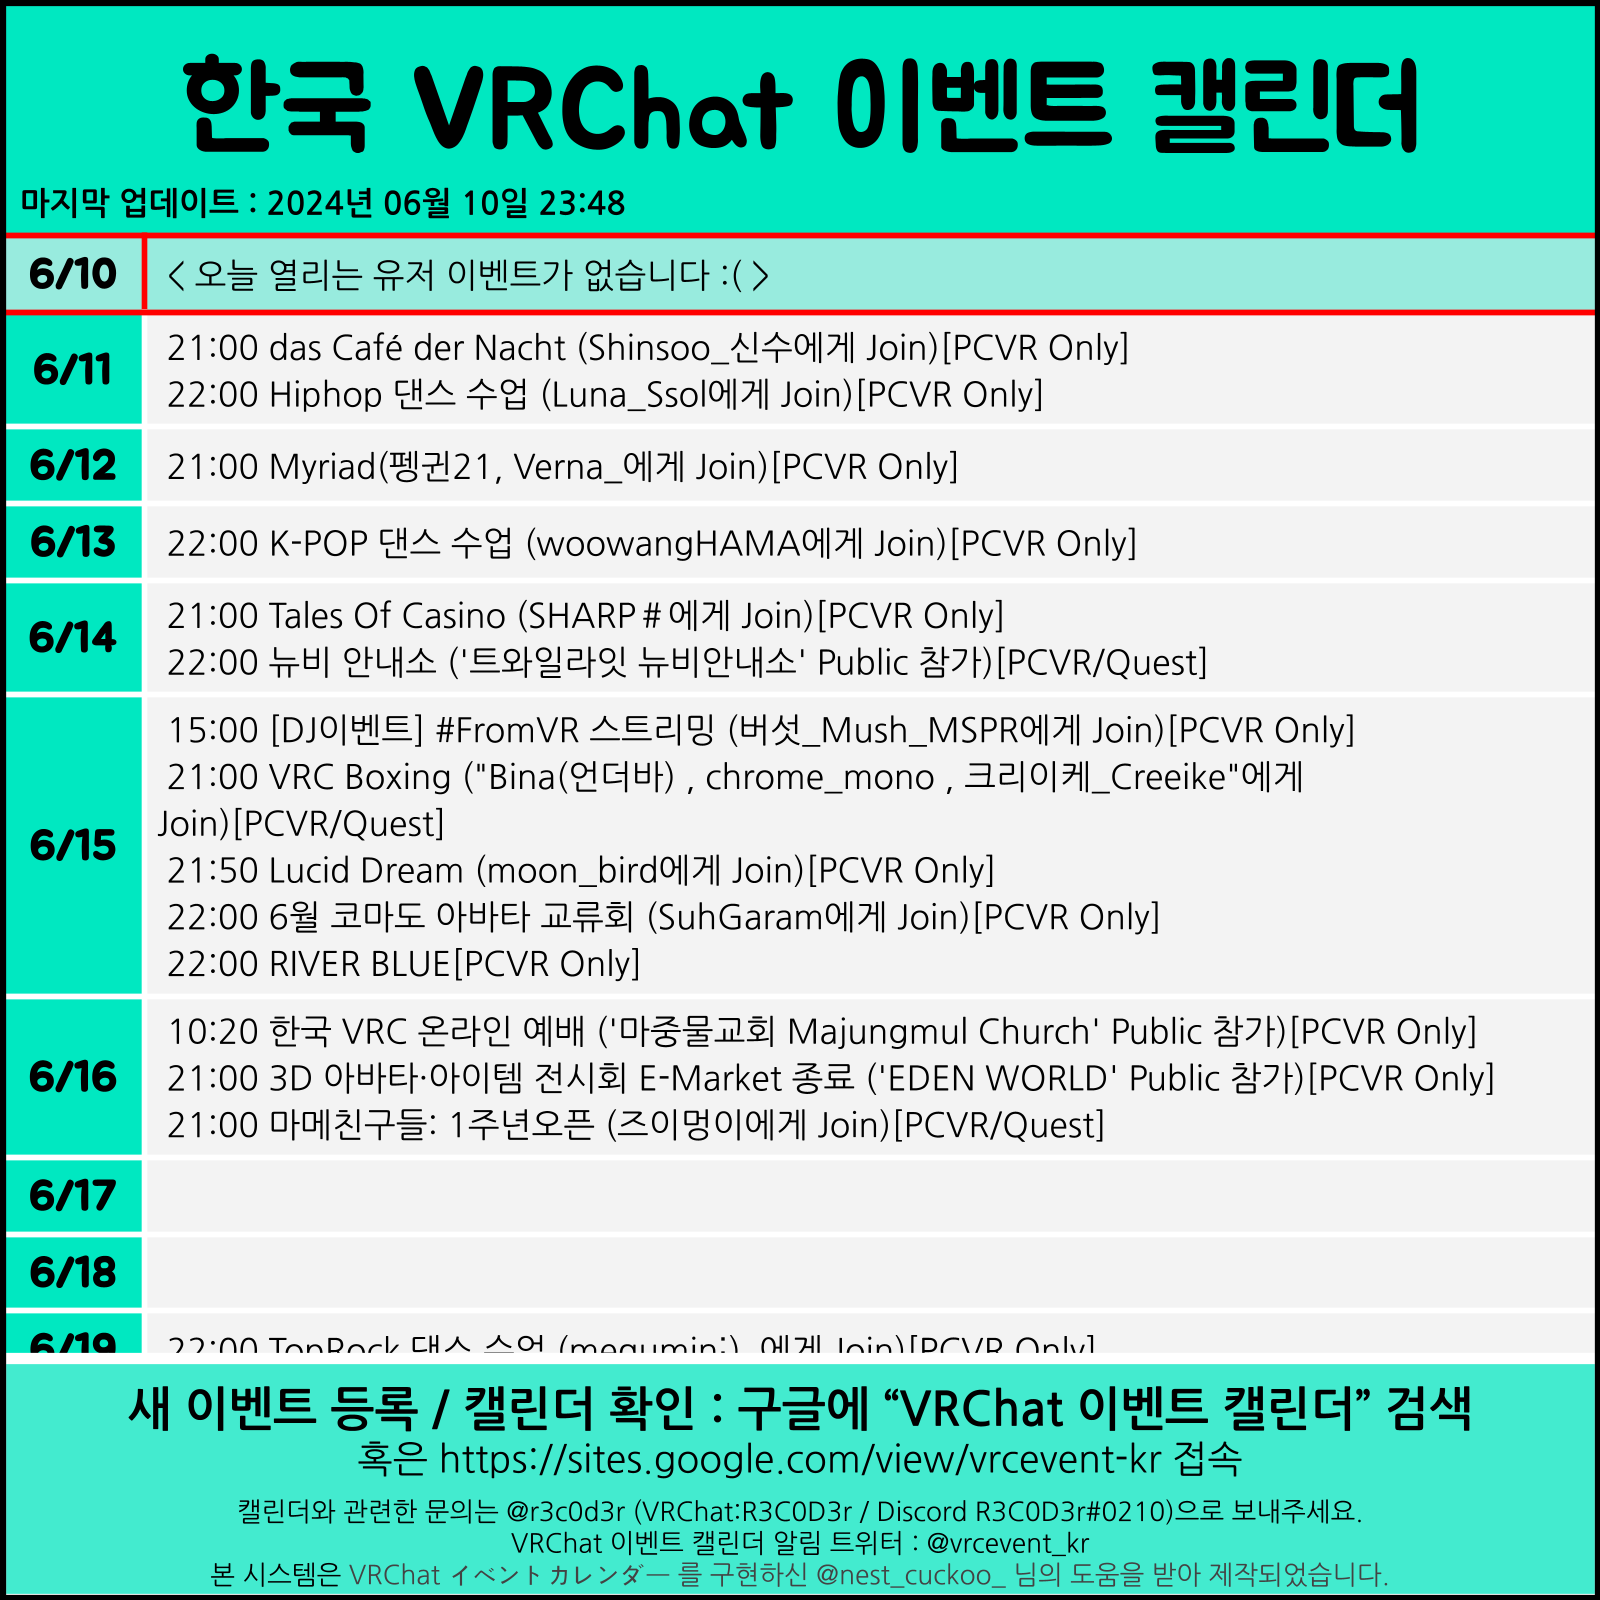 한국 VRChat 이벤트 캘린더
마지막 업데이트 : 2024년 06월 10일 23:48
6/10
< 오늘 열리는 유저 이벤트가 없습니다 :( >
6/11
21:00 das Café der Nacht (Shinsoo_신수에게 Join)[PCVR Only]
22:00 Hiphop 댄스 수업 (Luna_Ssol에게 Join)[PCVR Only]
6/12
21:00 Myriad(펭귄21, Verna_에게 Join)[PCVR Only]
6/13
22:00 K-POP 댄스 수업 (woowangHAMA에게 Join)[PCVR Only]
6/14
21:00 Tales Of Casino (SHARP＃에게 Join)[PCVR Only]
22:00 뉴비 안내소 ('트와일라잇 뉴비안내소' Public 참가)[PCVR/Quest]
6/15
15:00 [DJ이벤트] #FromVR 스트리밍 (버섯_Mush_MSPR에게 Join)[PCVR Only]
21:00 VRC Boxing ("Bina(언더바) , chrome_mono , 크리이케_Creeike"에게
Join)[PCVR/Quest]
21:50 Lucid Dream (moon_bird에게 Join)[PCVR Only]
22:00 6월 코마도 아바타 교류회 (SuhGaram에게 Join)[PCVR Only]
22:00 RIVER BLUE[PCVR Only]
6/16
10:20 한국 VRC 온라인 예배 ('마중물교회 Majungmul Church' Public 참가)[PCVR Only]
21:00 3D 아바타·아이템 전시회 E-Market 종료 ('EDEN WORLD' Public 참가)[PCVR Only]
21:00 마메친구들: 1주년오픈 (즈이멍이에게 Join)[PCVR/Quest]
6/17
6/18
6/19
22:00 TopRock 댄스 수업 (megumin;)_에게 Join)[PCVR Only]
새 이벤트 등록 / 캘린더 확인 : 구글에 “VRChat 이벤트 캘린더” 검색
혹은 https://sites.google.com/view/vrcevent-kr 접속
캘린더와 관련한 문의는 @r3c0d3r (VRChat:R3C0D3r / Discord R3C0D3r#0210)으로 보내주세요.
VRChat 이벤트 캘린더 알림 트위터 : @vrcevent_kr
본 시스템은 VRChat イベントカレンダー 를 구현하신 @nest_cuckoo_ 님의 도움을 받아 제작되었습니다.